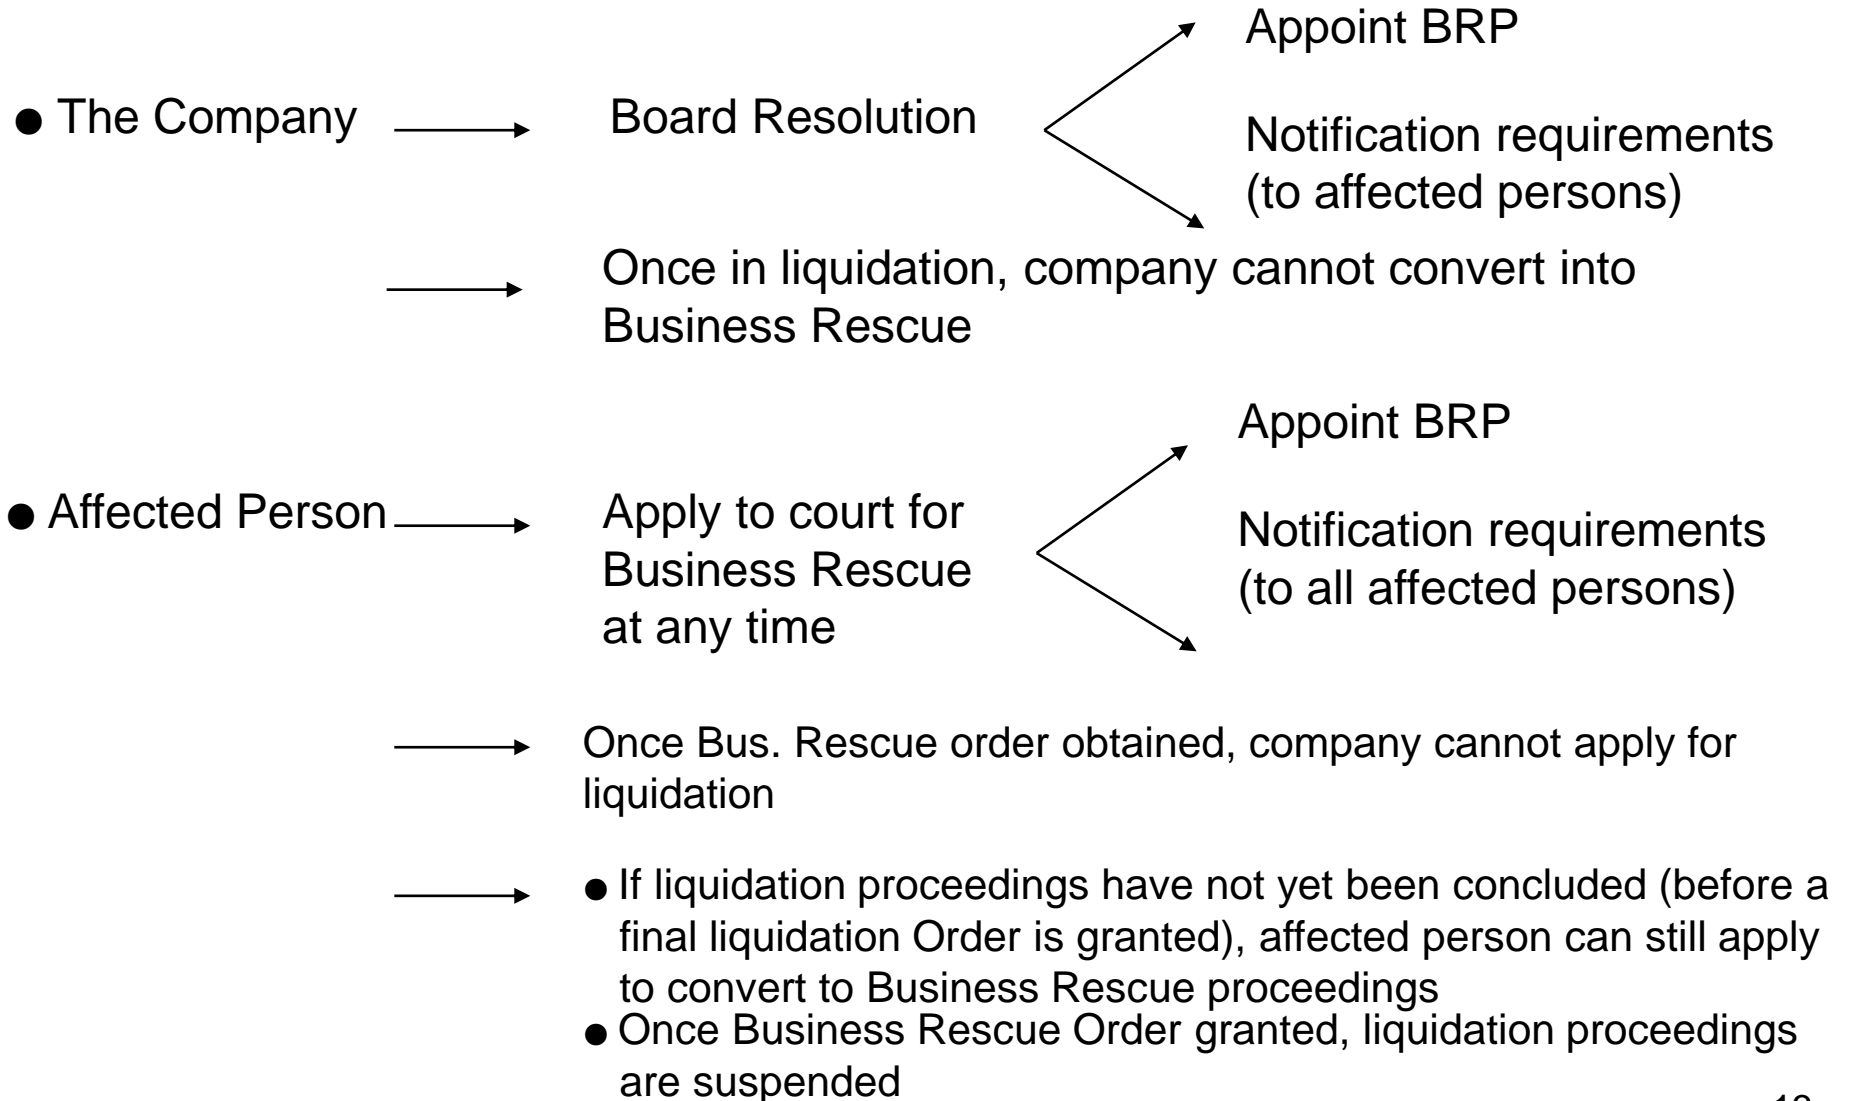 Appoint BRP
● The Company
Board Resolution
Notification requirements
(to affected persons)
Once in liquidation, company cannot convert into
Business Rescue
Appoint BRP
● Affected Person
Apply to court for
Business Rescue
at any time
Notification requirements
(to all affected persons)
Once Bus. Rescue order obtained, company cannot apply for
liquidation
● If liquidation proceedings have not yet been concluded (before a
final liquidation Order is granted), affected person can still apply
to convert to Business Rescue proceedings
● Once Business Rescue Order granted, liquidation proceedings
are suspended